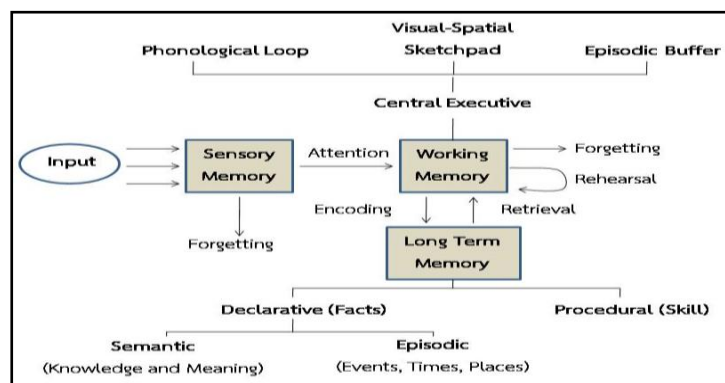 Visual-Spatial
Phonological Loop Sketchpad Episodic Buffer
Central Executive
Input
Sensory
Memory
Attention
Working
Memory
Forgetting
Rehearsal
Encoding
Retrieval
Forgetting
Long Term
Memory
Declarative (Facts)
Procedural (Skill)
Semantic
(Knowledge and Meaning)
Episodic
(Events, Times, Places)